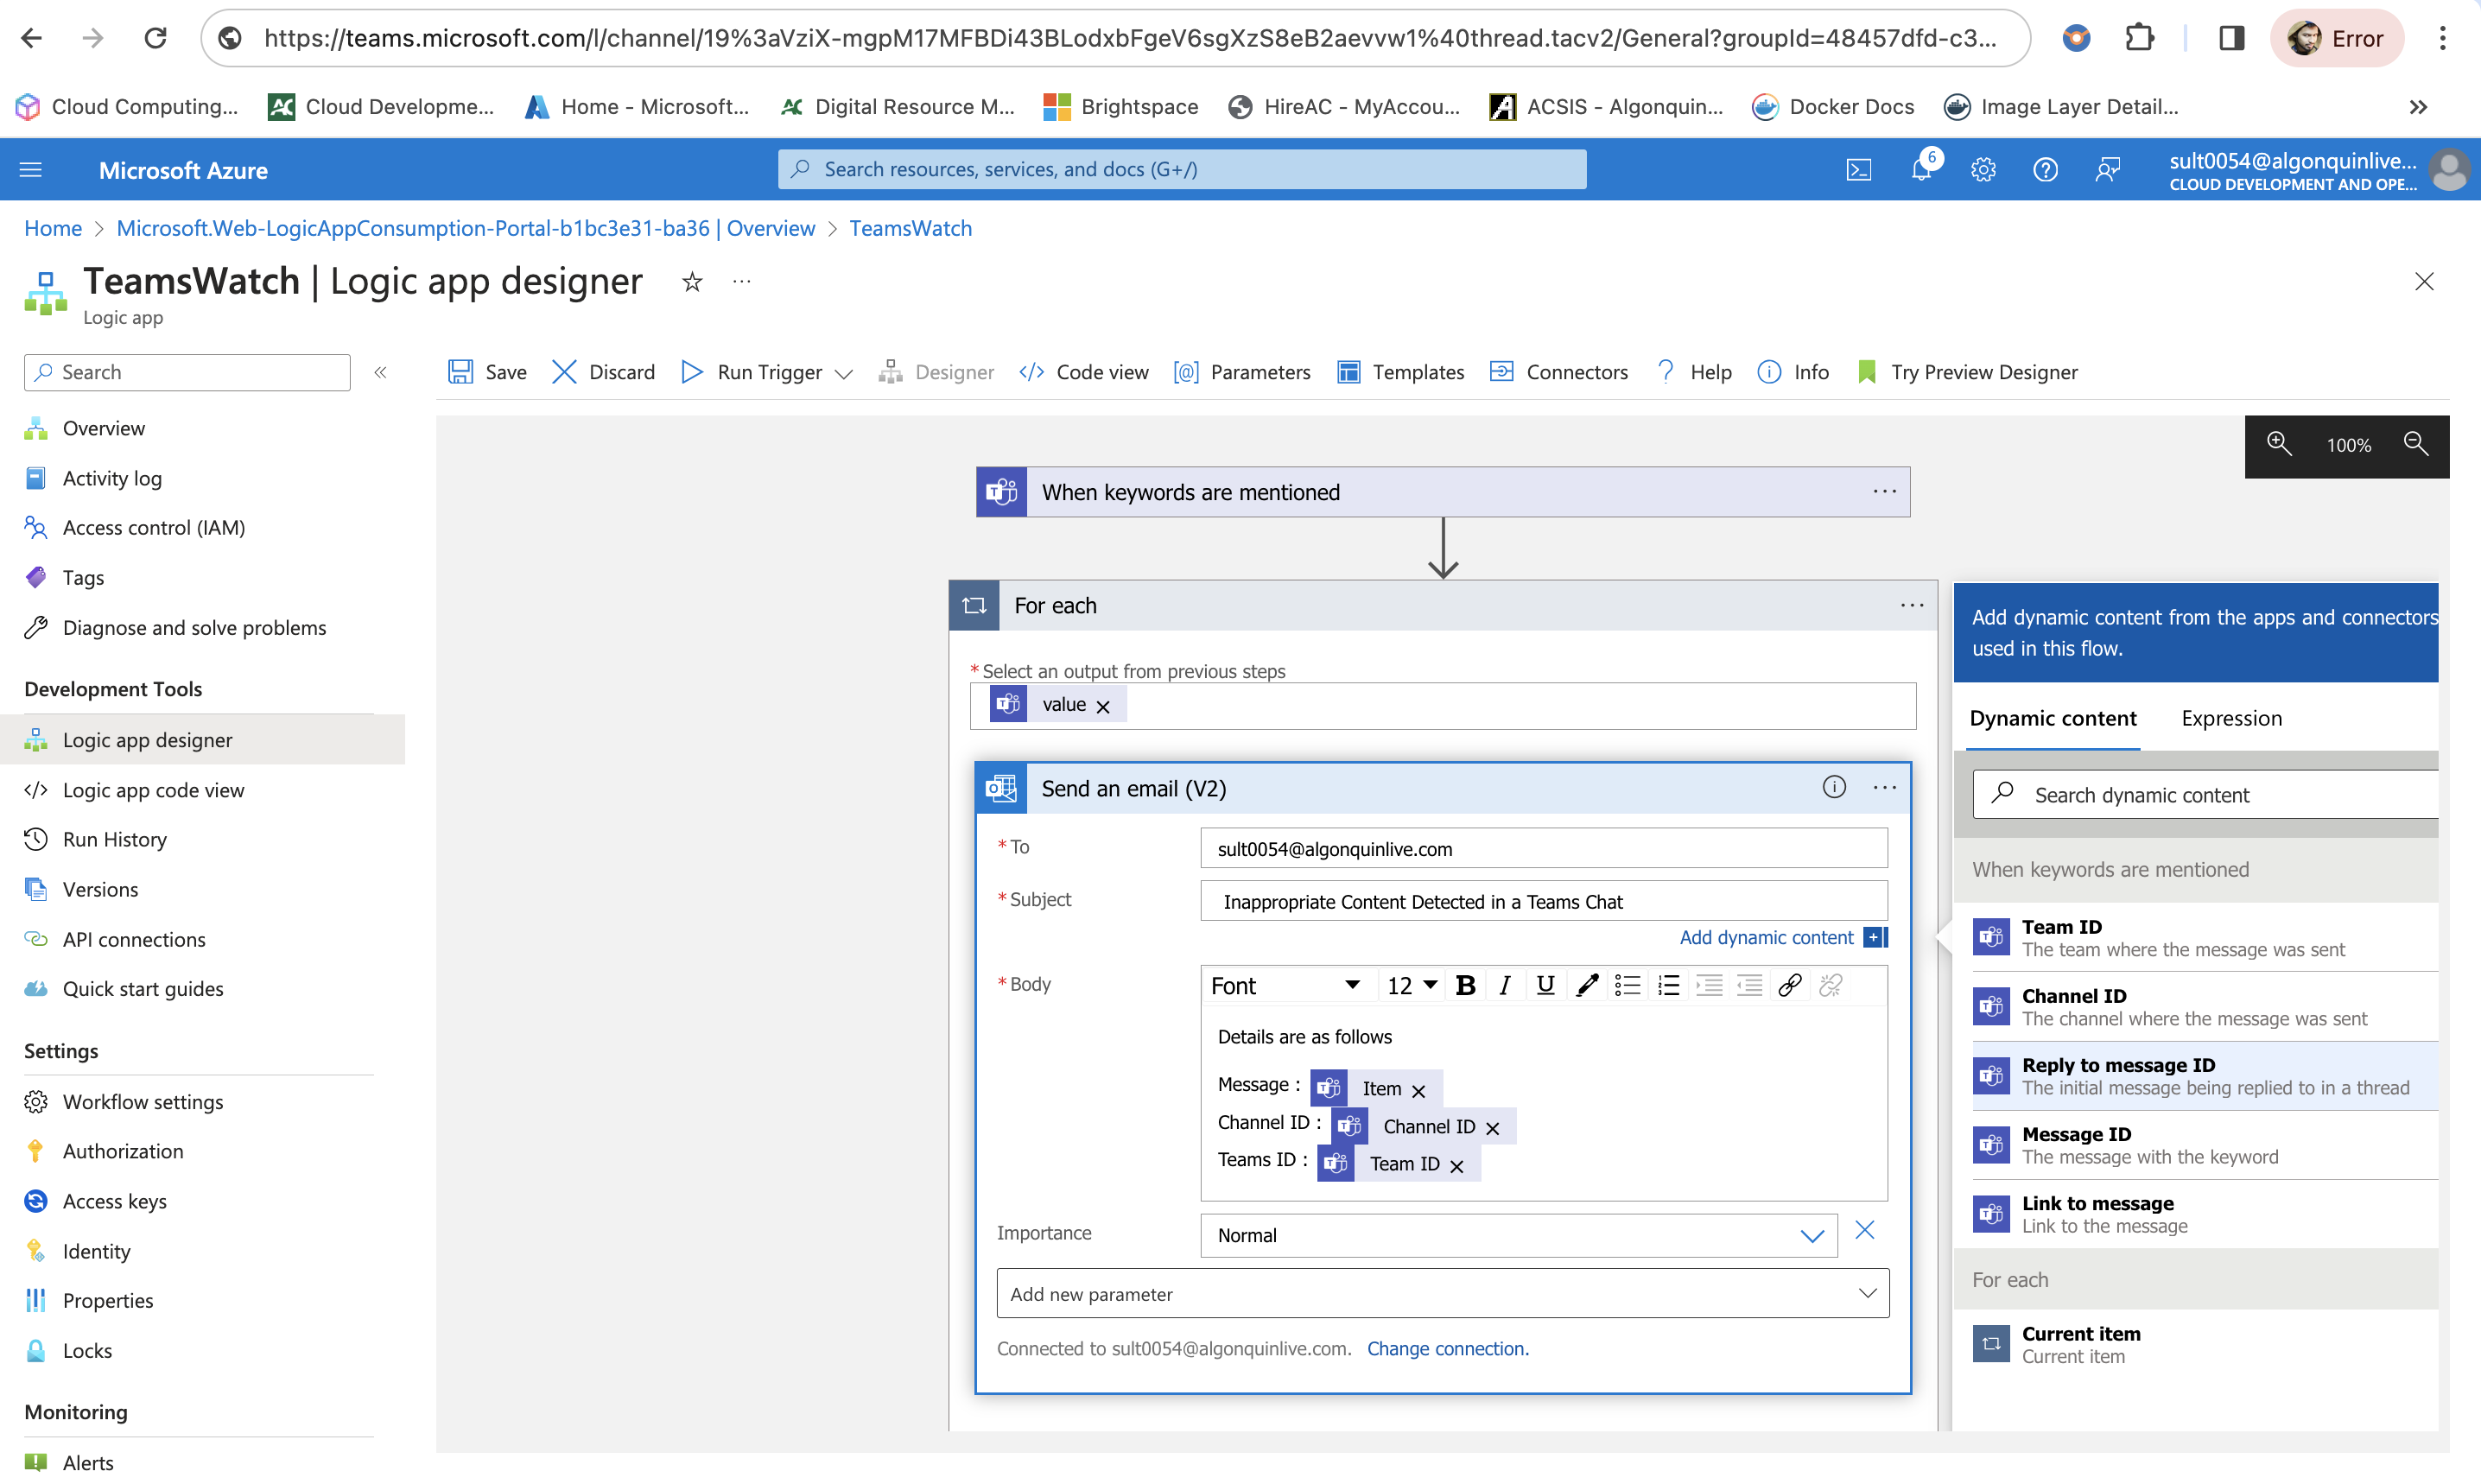 https://teams.microsoft.com/l/channel/19%3aVziX-mgpM17MFBDi43BLodxbFgeV6sgXzS8eB2aevvw1%40thread.tacv2/General?groupId=48457dfd-c3...
Error
Cloud Computing...
Cloud Developme...
Home - Microsoft...
Digital Resource M...
Brightspace
HireAC - MyAccou...
ACSIS - Algonquin...
Docker Docs
Image Layer Detail...
Microsoft Azure
Search resources, services, and docs (G+/)
6
sult0054@algonquinlive...
CLOUD DEVELOPMENT AND OPE...
Home > Microsoft.Web-LogicAppConsumption-Portal-b1bc3e31-ba36 | Overview > TeamsWatch
TeamsWatch | Logic app designer
Logic app
Search
Save
Discard
Run Trigger
Designer
Code view
Parameters
Templates
Connectors
Help
Info
Try Preview Designer
Overview
Activity log
Access control (IAM)
Tags
Diagnose and solve problems
Development Tools
Logic app designer
Logic app code view
Run History
Versions
API connections
Quick start guides
Settings
Workflow settings
Authorization
Access keys
Identity
Properties
Locks
Monitoring
Alerts
100%
When keywords are mentioned
For each
* Select an output from previous steps
value
Send an email (V2)
* To
sult0054@algonquinlive.com
* Subject
Inappropriate Content Detected in a Teams Chat
Add dynamic content
* Body
Font
12
B
I
U
Details are as follows
Message : Item
Channel ID : Channel ID
Teams ID : Team ID
Importance
Normal
Add new parameter
Connected to sult0054@algonquinlive.com. Change connection.
Add dynamic content from the apps and connectors
used in this flow.
Dynamic content
Expression
Search dynamic content
When keywords are mentioned
Team ID
The team where the message was sent
Channel ID
The channel where the message was sent
Reply to message ID
The initial message being replied to in a thread
Message ID
The message with the keyword
Link to message
Link to the message
For each
Current item
Current item